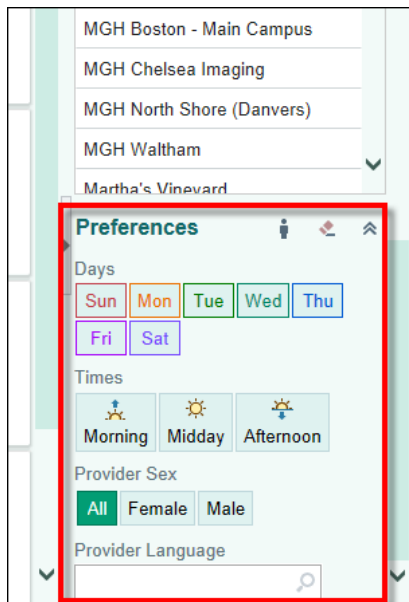 MGH Boston - Main Campus
MGH Chelsea Imaging
MGH North Shore (Danvers)
MGH Waltham
Martha's Vineyard
Preferences
Days
Sun Mon Tue Wed Thu
Fri Sat
Times
Morning Midday Afternoon
Provider Sex
All Female Male
Provider Language